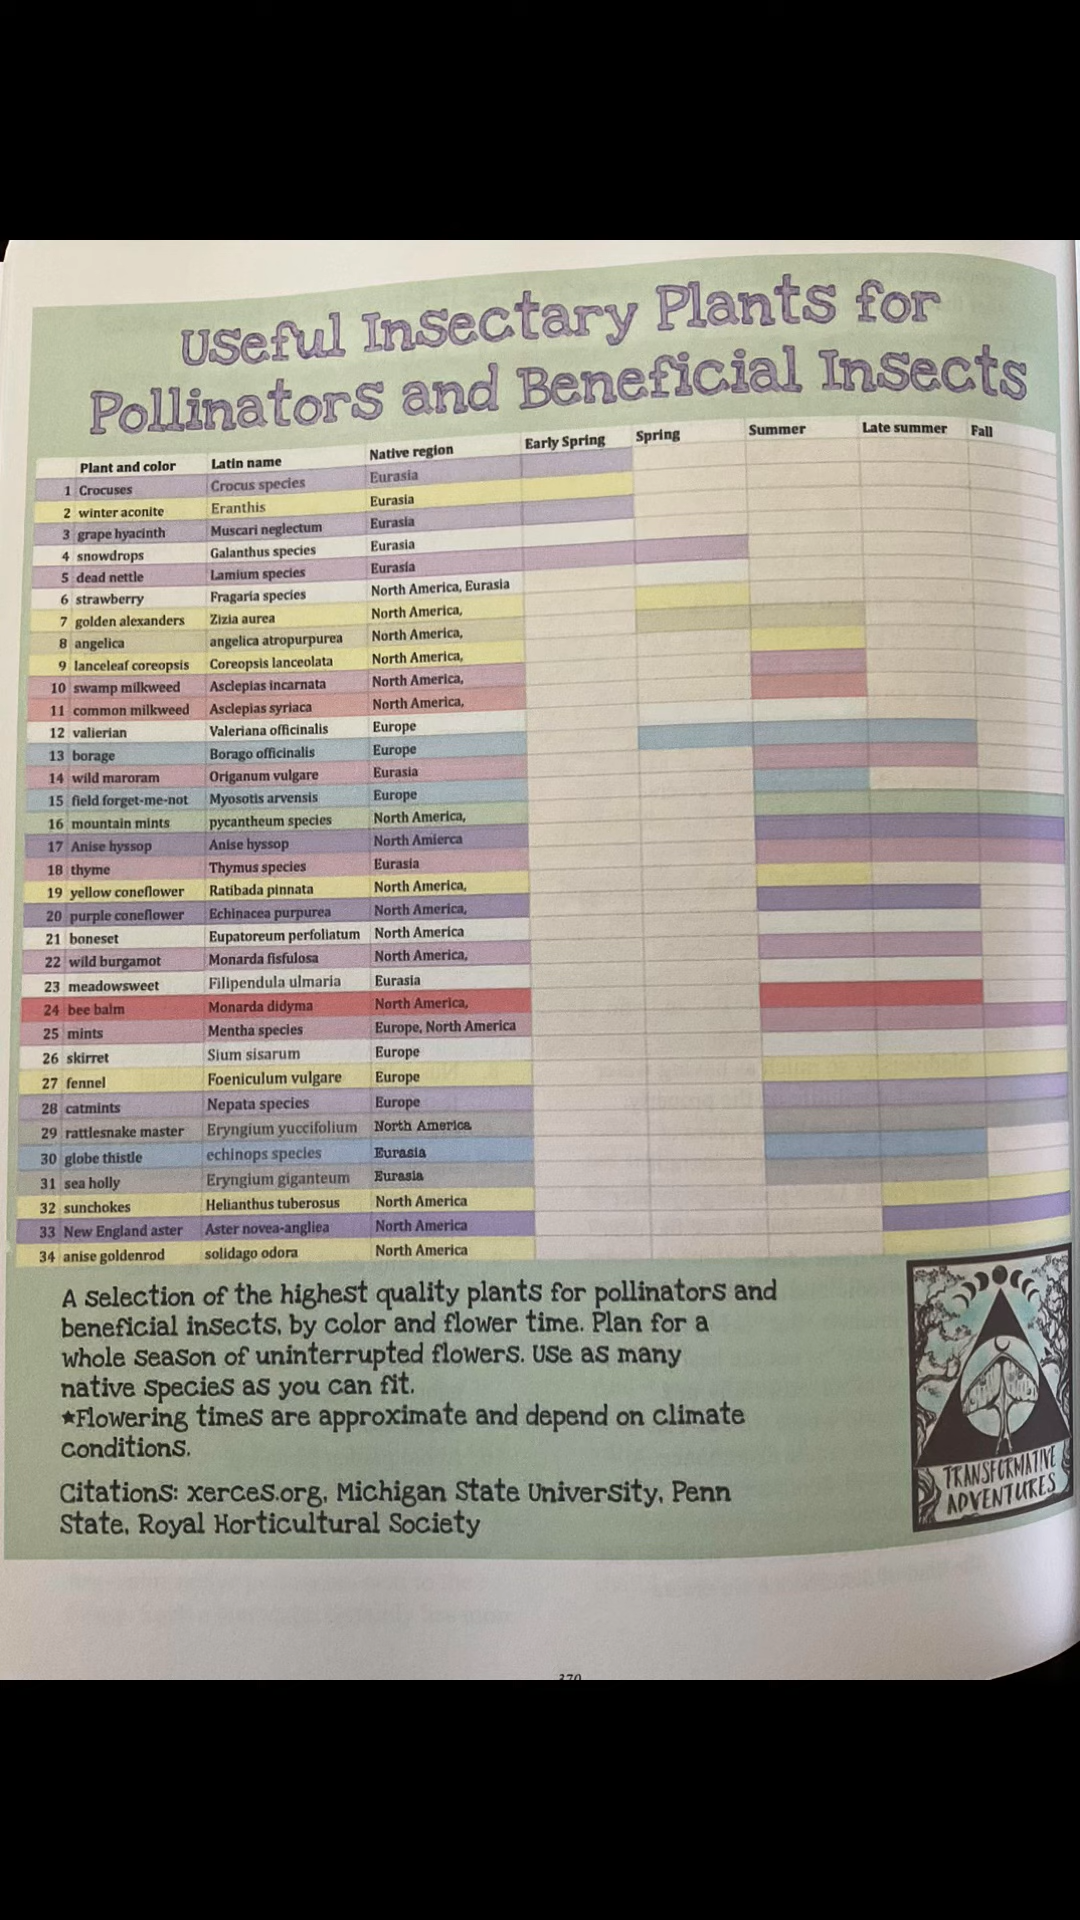 Useful Insectary Plants for
Pollinators and Beneficial Insects
Plant and color Latin name Native region Early Spring Spring Summer Late summer Fall
1 Crocuses Crocus species Eurasia
2 winter aconite Eranthis Eurasia
3 grape hyacinth Muscari neglectum Eurasia
4 snowdrops Galanthus species Eurasia
5 dead nettle Lamium species Eurasia
6 strawberry Fragaria species North America, Eurasia
7 golden alexanders Zizia aurea North America,
8 angelica angelica atropurpurea North America,
9 lanceleaf coreopsis Coreopsis lanceolata North America,
10 swamp milkweed Asclepias incarnata North America,
11 common milkweed Asclepias syriaca North America,
12 valierian Valeriana officinalis Europe
13 borage Borago officinalis Europe
14 wild maroram Origanum vulgare Eurasia
15 field forget-me-not Myosotis arvensis Europe
16 mountain mints pycantheum species North America,
17 Anise hyssop Anise hyssop North Amierca
18 thyme Thymus species Eurasia
19 yellow coneflower Ratibada pinnata North America,
20 purple coneflower Echinacea purpurea North America,
21 boneset Eupatoreum perfoliatum North America
22 wild burgamot Monarda fisfulosa North America,
23 meadowsweet Filipendula ulmaria Eurasia
24 bee balm Monarda didyma North America,
25 mints Mentha species Europe, North America
26 skirret Sium sisarum Europe
27 fennel Foeniculum vulgare Europe
28 catmints Nepata species Europe
29 rattlesnake master Eryngium yuccifolium North America
30 globe thistle echinops species Eurasia
31 sea holly Eryngium giganteum Eurasia
32 sunchokes Helianthus tuberosus North America
33 New England aster Aster novea-angliea North America
34 anise goldenrod solidago odora North America
A selection of the highest quality plants for pollinators and
beneficial insects, by color and flower time. Plan for a
whole season of uninterrupted flowers. Use as many
native species as you can fit.
★Flowering times are approximate and depend on climate
conditions.
Citations: xerces.org, Michigan State University, Penn
State, Royal Horticultural Society
TRANSFORMATIVE
ADVENTURES